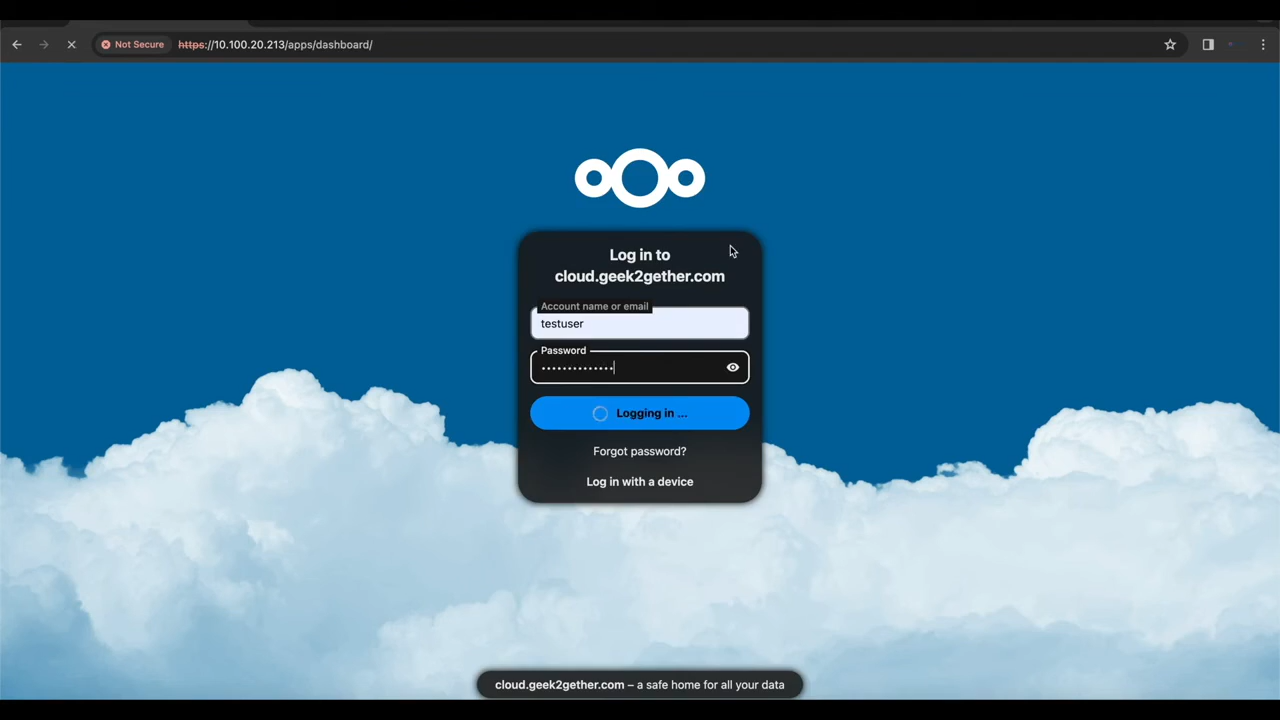 Not Secure https://10.100.20.213/apps/dashboard/
Log in to
cloud.geek2gether.com
Account name or email
testuser
Password
••••••••••••••
Logging in ...
Forgot password?
Log in with a device
cloud.geek2gether.com – a safe home for all your data